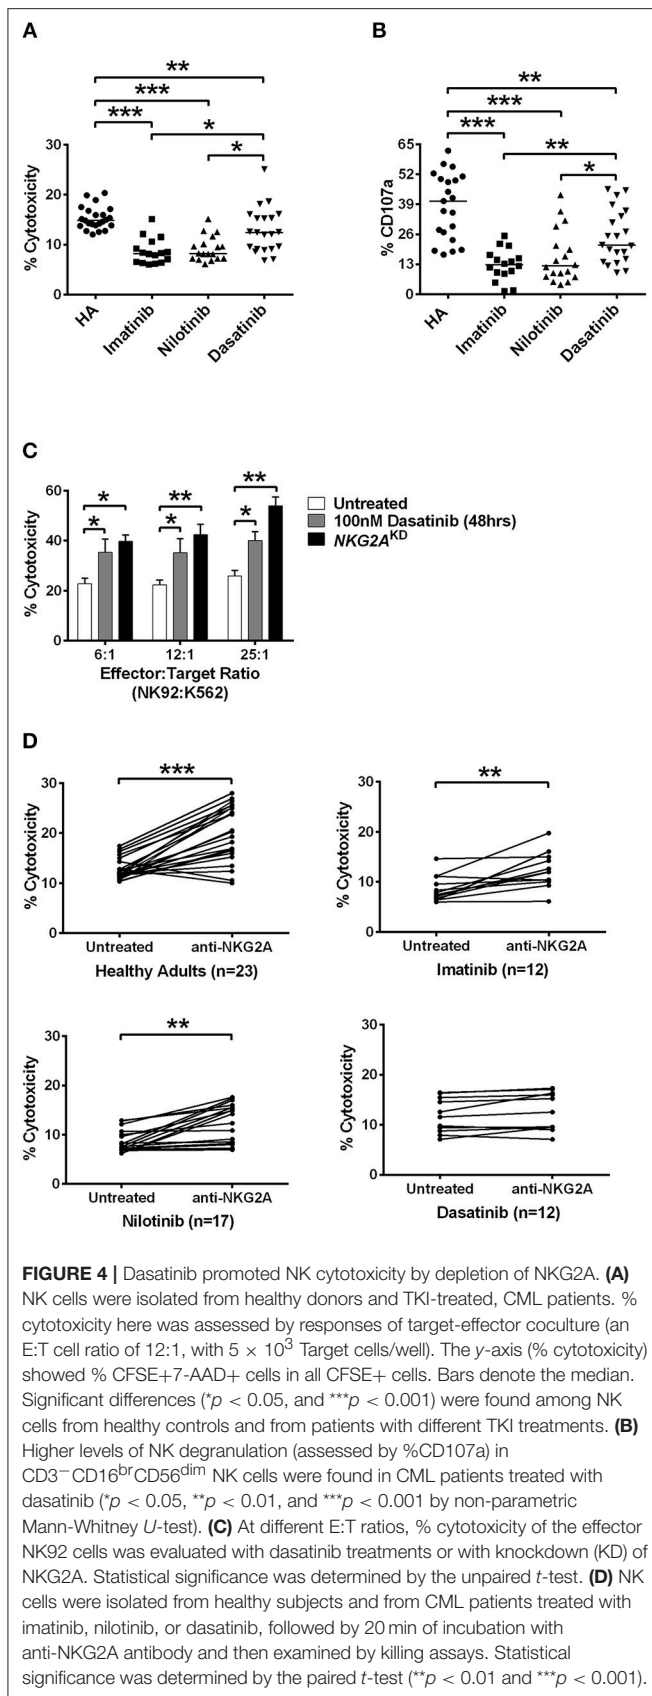 A
**
***
***
*
*
30
20
10
0
% Cytotoxicity
HA
Imatinib
Nilotinib
Dasatinib
B
**
***
***
**
*
65
52
39
26
13
0
% CD107a
HA
Imatinib
Nilotinib
Dasatinib
C
60
40
20
0
% Cytotoxicity
*
*
**
*
**
*
6:1
12:1
25:1
Effector:Target Ratio
(NK92:K562)
Untreated
100nM Dasatinib (48hrs)
NKG2AKD
D
***
30
20
10
0
% Cytotoxicity
Untreated
anti-NKG2A
Healthy Adults (n=23)
**
30
20
10
0
% Cytotoxicity
Untreated
anti-NKG2A
Imatinib (n=12)
**
30
20
10
0
% Cytotoxicity
Untreated
anti-NKG2A
Nilotinib (n=17)
30
20
10
0
% Cytotoxicity
Untreated
anti-NKG2A
Dasatinib (n=12)
FIGURE 4 | Dasatinib promoted NK cytotoxicity by depletion of NKG2A. (A)
NK cells were isolated from healthy donors and TKI-treated, CML patients. %
cytotoxicity here was assessed by responses of target-effector coculture (an
E:T cell ratio of 12:1, with 5 × 10³ Target cells/well). The y-axis (% cytotoxicity)
showed % CFSE+7-AAD+ cells in all CFSE+ cells. Bars denote the median.
Significant differences (*p < 0.05, and ***p < 0.001) were found among NK
cells from healthy controls and from patients with different TKI treatments. (B)
Higher levels of NK degranulation (assessed by %CD107a) in
CD3−CD16brCD56dim NK cells were found in CML patients treated with
dasatinib (*p < 0.05, **p < 0.01, and ***p < 0.001 by non-parametric
Mann-Whitney U-test). (C) At different E:T ratios, % cytotoxicity of the effector
NK92 cells was evaluated with dasatinib treatments or with knockdown (KD) of
NKG2A. Statistical significance was determined by the unpaired t-test. (D) NK
cells were isolated from healthy subjects and from CML patients treated with
imatinib, nilotinib, or dasatinib, followed by 20 min of incubation with
anti-NKG2A antibody and then examined by killing assays. Statistical
significance was determined by the paired t-test (**p < 0.01 and ***p < 0.001).